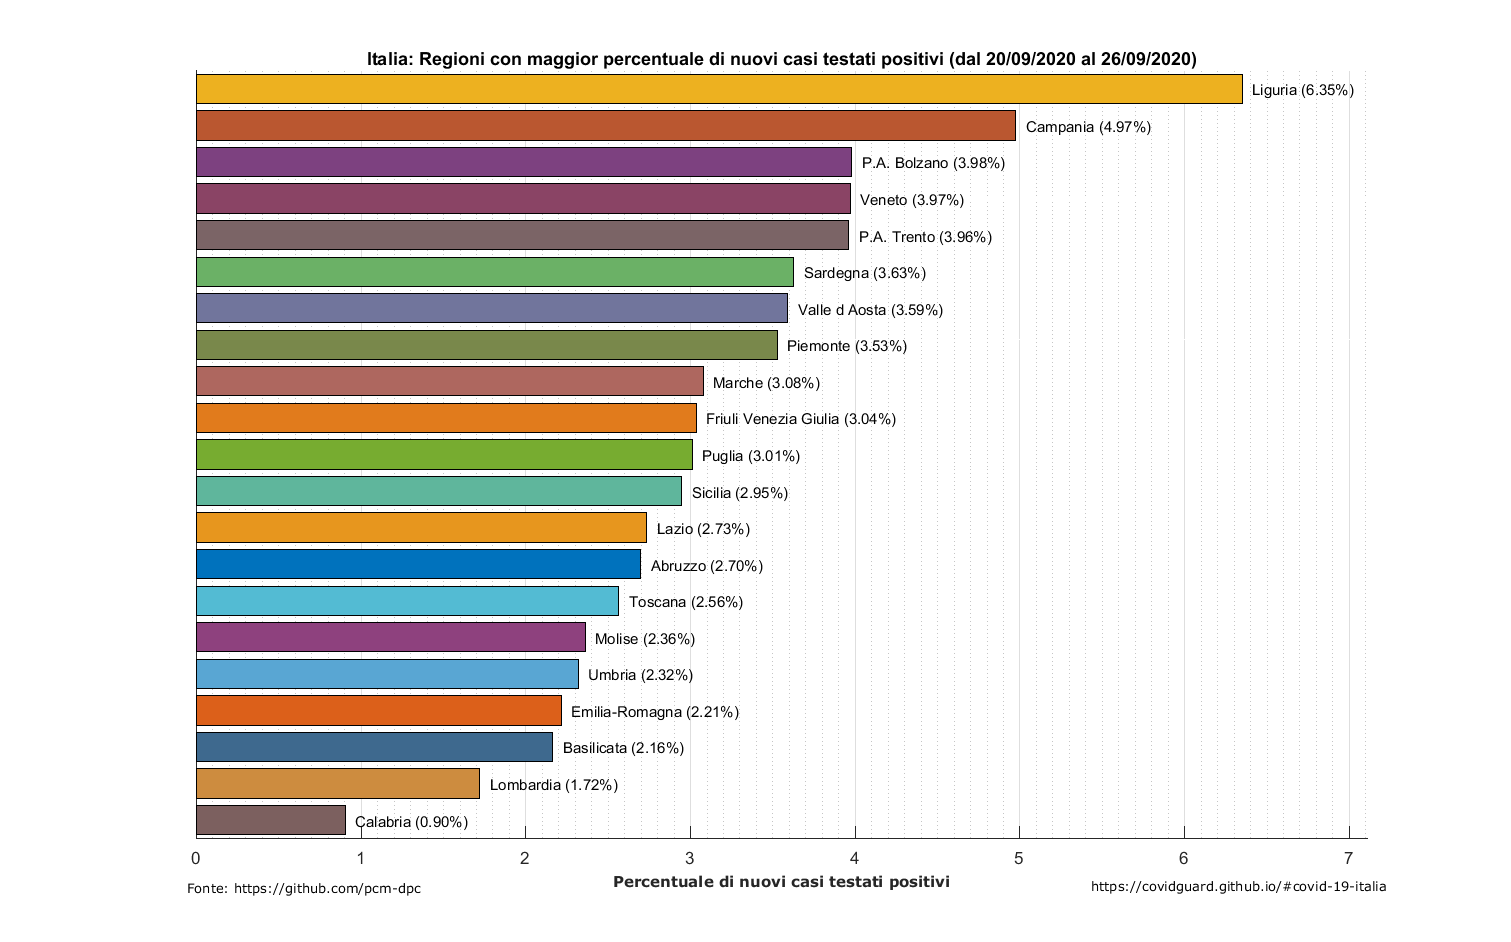 Italia: Regioni con maggior percentuale di nuovi casi testati positivi (dal 20/09/2020 al 26/09/2020)
Liguria (6.35%)
Campania (4.97%)
P.A. Bolzano (3.98%)
Veneto (3.97%)
P.A. Trento (3.96%)
Sardegna (3.63%)
Valle d Aosta (3.59%)
Piemonte (3.53%)
Marche (3.08%)
Friuli Venezia Giulia (3.04%)
Puglia (3.01%)
Sicilia (2.95%)
Lazio (2.73%)
Abruzzo (2.70%)
Toscana (2.56%)
Molise (2.36%)
Umbria (2.32%)
Emilia-Romagna (2.21%)
Basilicata (2.16%)
Lombardia (1.72%)
Calabria (0.90%)
0 1 2 3 4 5 6 7
Percentuale di nuovi casi testati positivi
Fonte: https://github.com/pcm-dpc
https://covidguard.github.io/#covid-19-italia